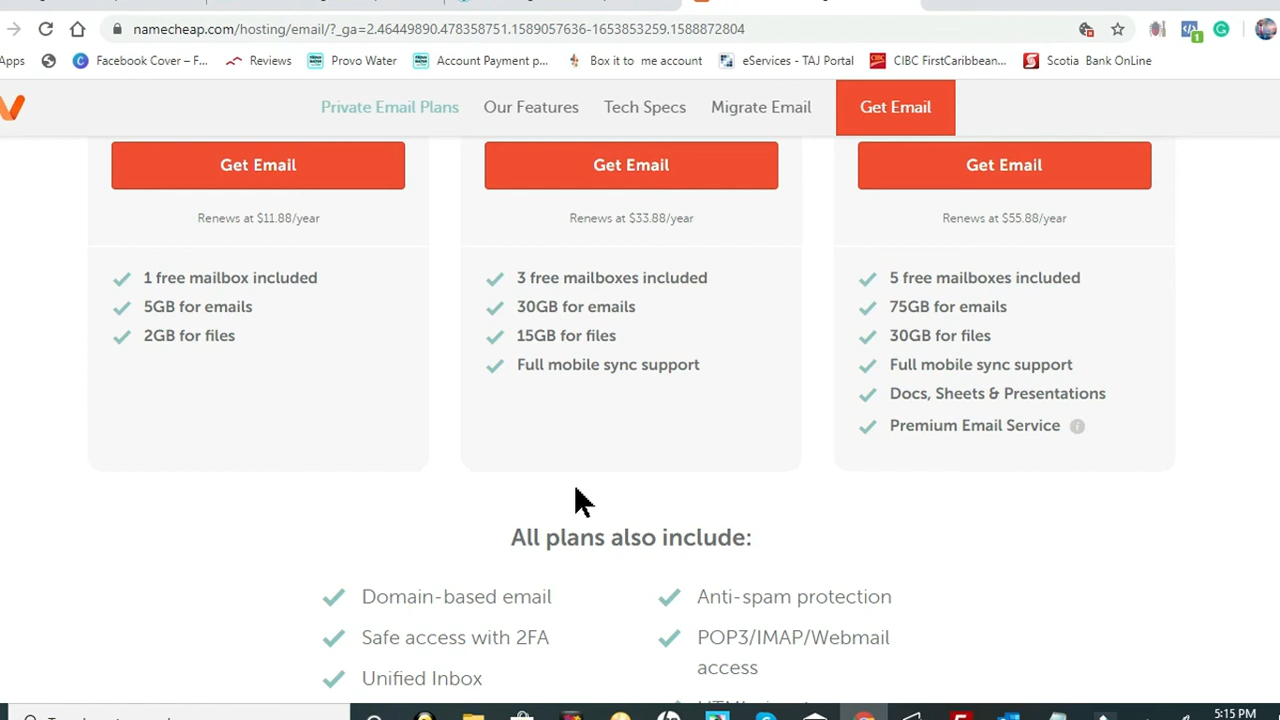 namecheap.com/hosting/email/?_ga=2.46449890.478358751.1589057636-1653853259.1588872804
1
Apps Facebook Cover – F... Reviews Provo Water Account Payment p... Box it to me account eServices - TAJ Portal CIBC FirstCaribbean... Scotia Bank OnLine
Private Email Plans Our Features Tech Specs Migrate Email Get Email
Get Email Get Email Get Email
Renews at $11.88/year Renews at $33.88/year Renews at $55.88/year
1 free mailbox included
5GB for emails
2GB for files
3 free mailboxes included
30GB for emails
15GB for files
Full mobile sync support
5 free mailboxes included
75GB for emails
30GB for files
Full mobile sync support
Docs, Sheets & Presentations
Premium Email Service i
All plans also include:
Domain-based email
Safe access with 2FA
Unified Inbox
Anti-spam protection
POP3/IMAP/Webmail
access
5:15 PM